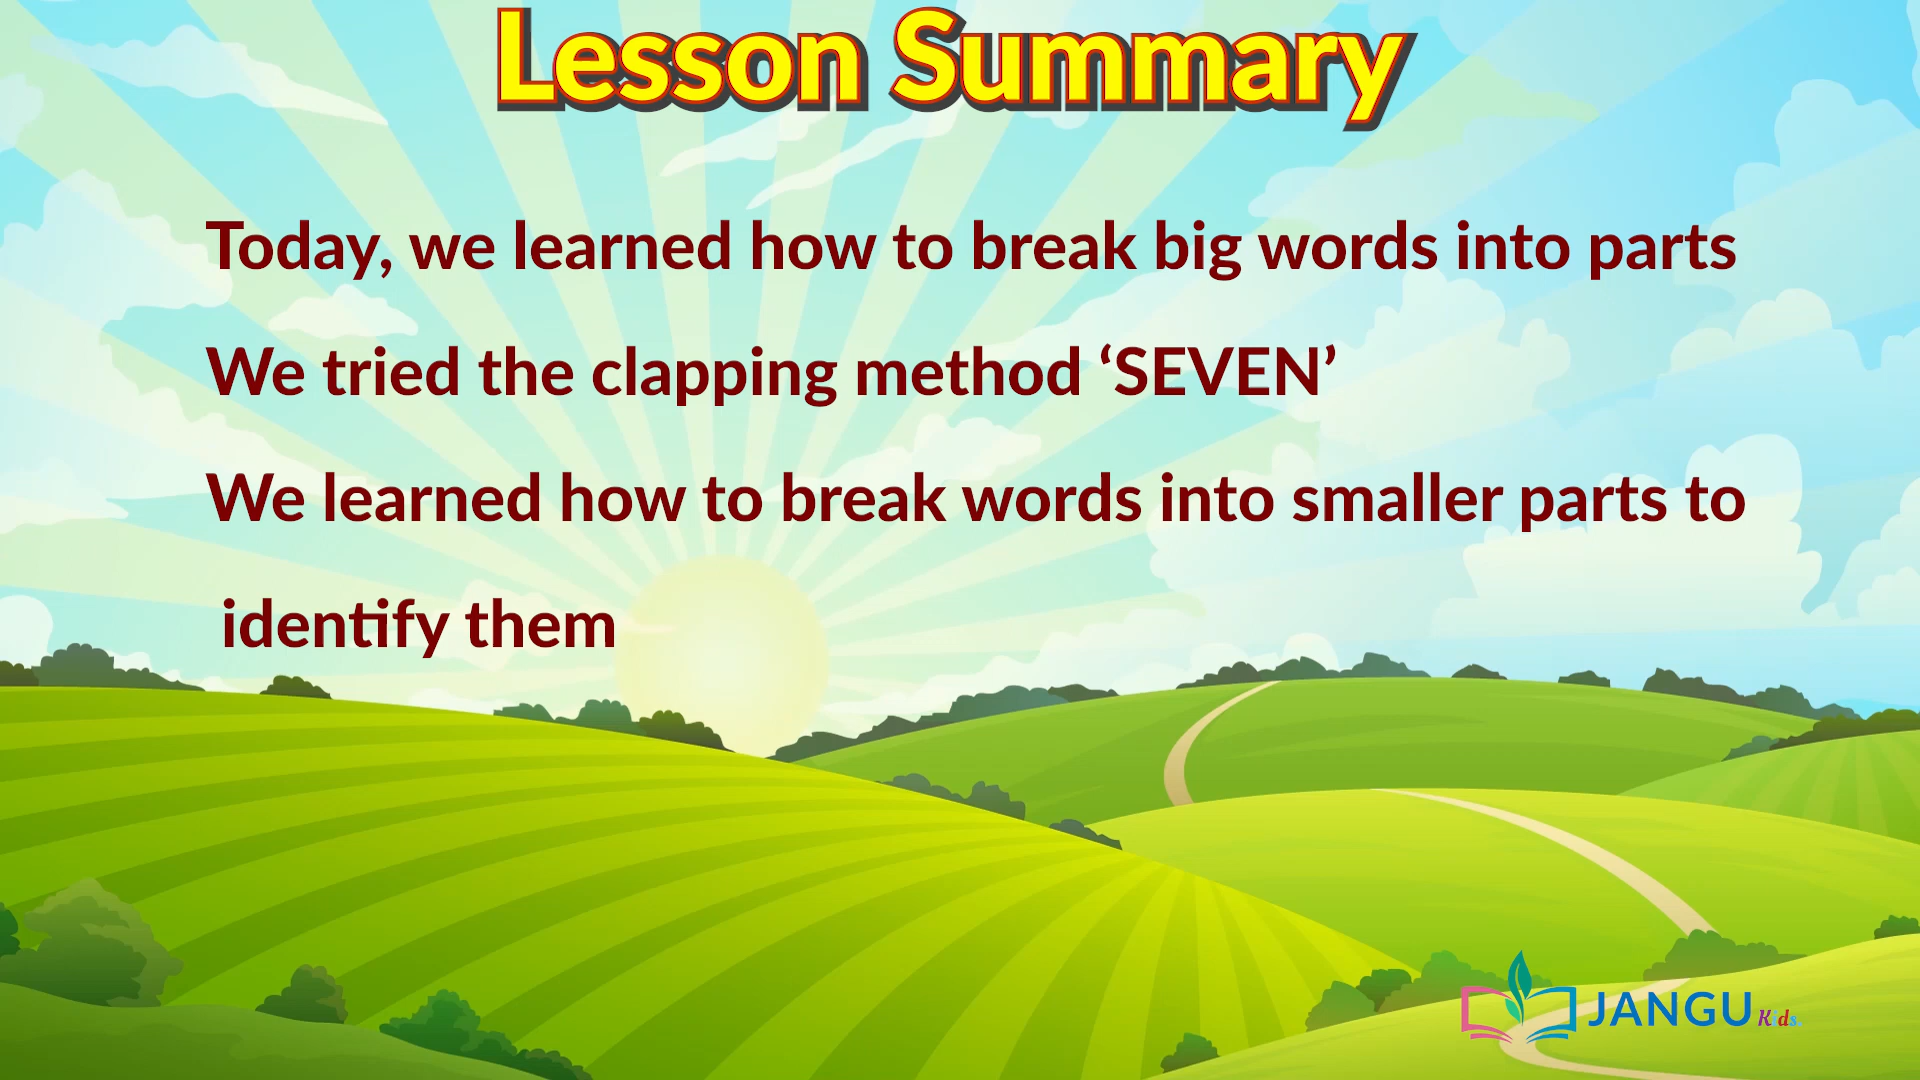 Lesson Summary
Today, we learned how to break big words into parts
We tried the clapping method ‘SEVEN’
We learned how to break words into smaller parts to
identify them
JANGU Kids.